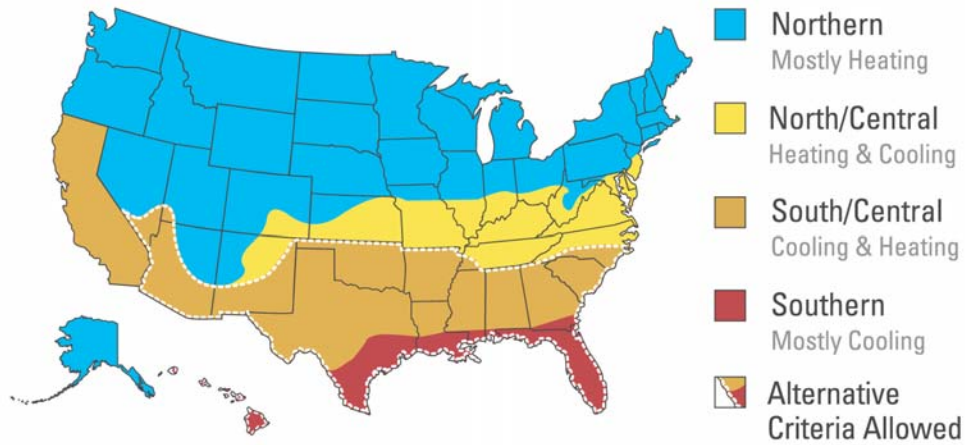 Northern
Mostly Heating
North/Central
Heating & Cooling
South/Central
Cooling & Heating
Southern
Mostly Cooling
Alternative
Criteria Allowed